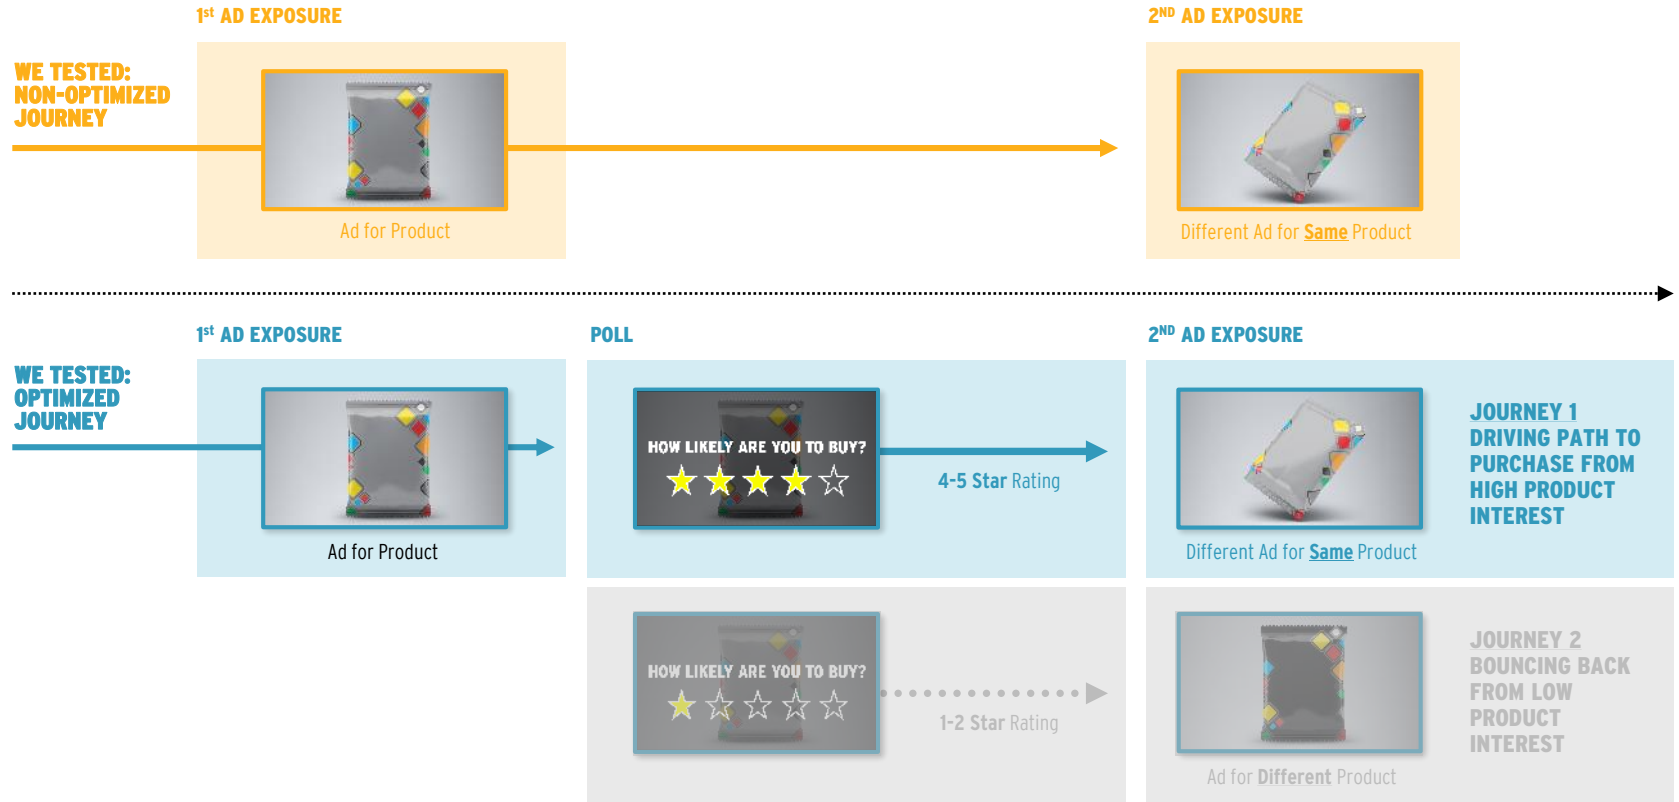 1st AD EXPOSURE
2ND AD EXPOSURE
WE TESTED:
NON-OPTIMIZED
JOURNEY
Ad for Product
Different Ad for Same Product
1st AD EXPOSURE
POLL
2ND AD EXPOSURE
WE TESTED:
OPTIMIZED
JOURNEY
Ad for Product
HOW LIKELY ARE YOU TO BUY?
4-5 Star Rating
Different Ad for Same Product
JOURNEY 1
DRIVING PATH TO
PURCHASE FROM
HIGH PRODUCT
INTEREST
HOW LIKELY ARE YOU TO BUY?
1-2 Star Rating
Ad for Different Product
JOURNEY 2
BOUNCING BACK
FROM LOW
PRODUCT
INTEREST